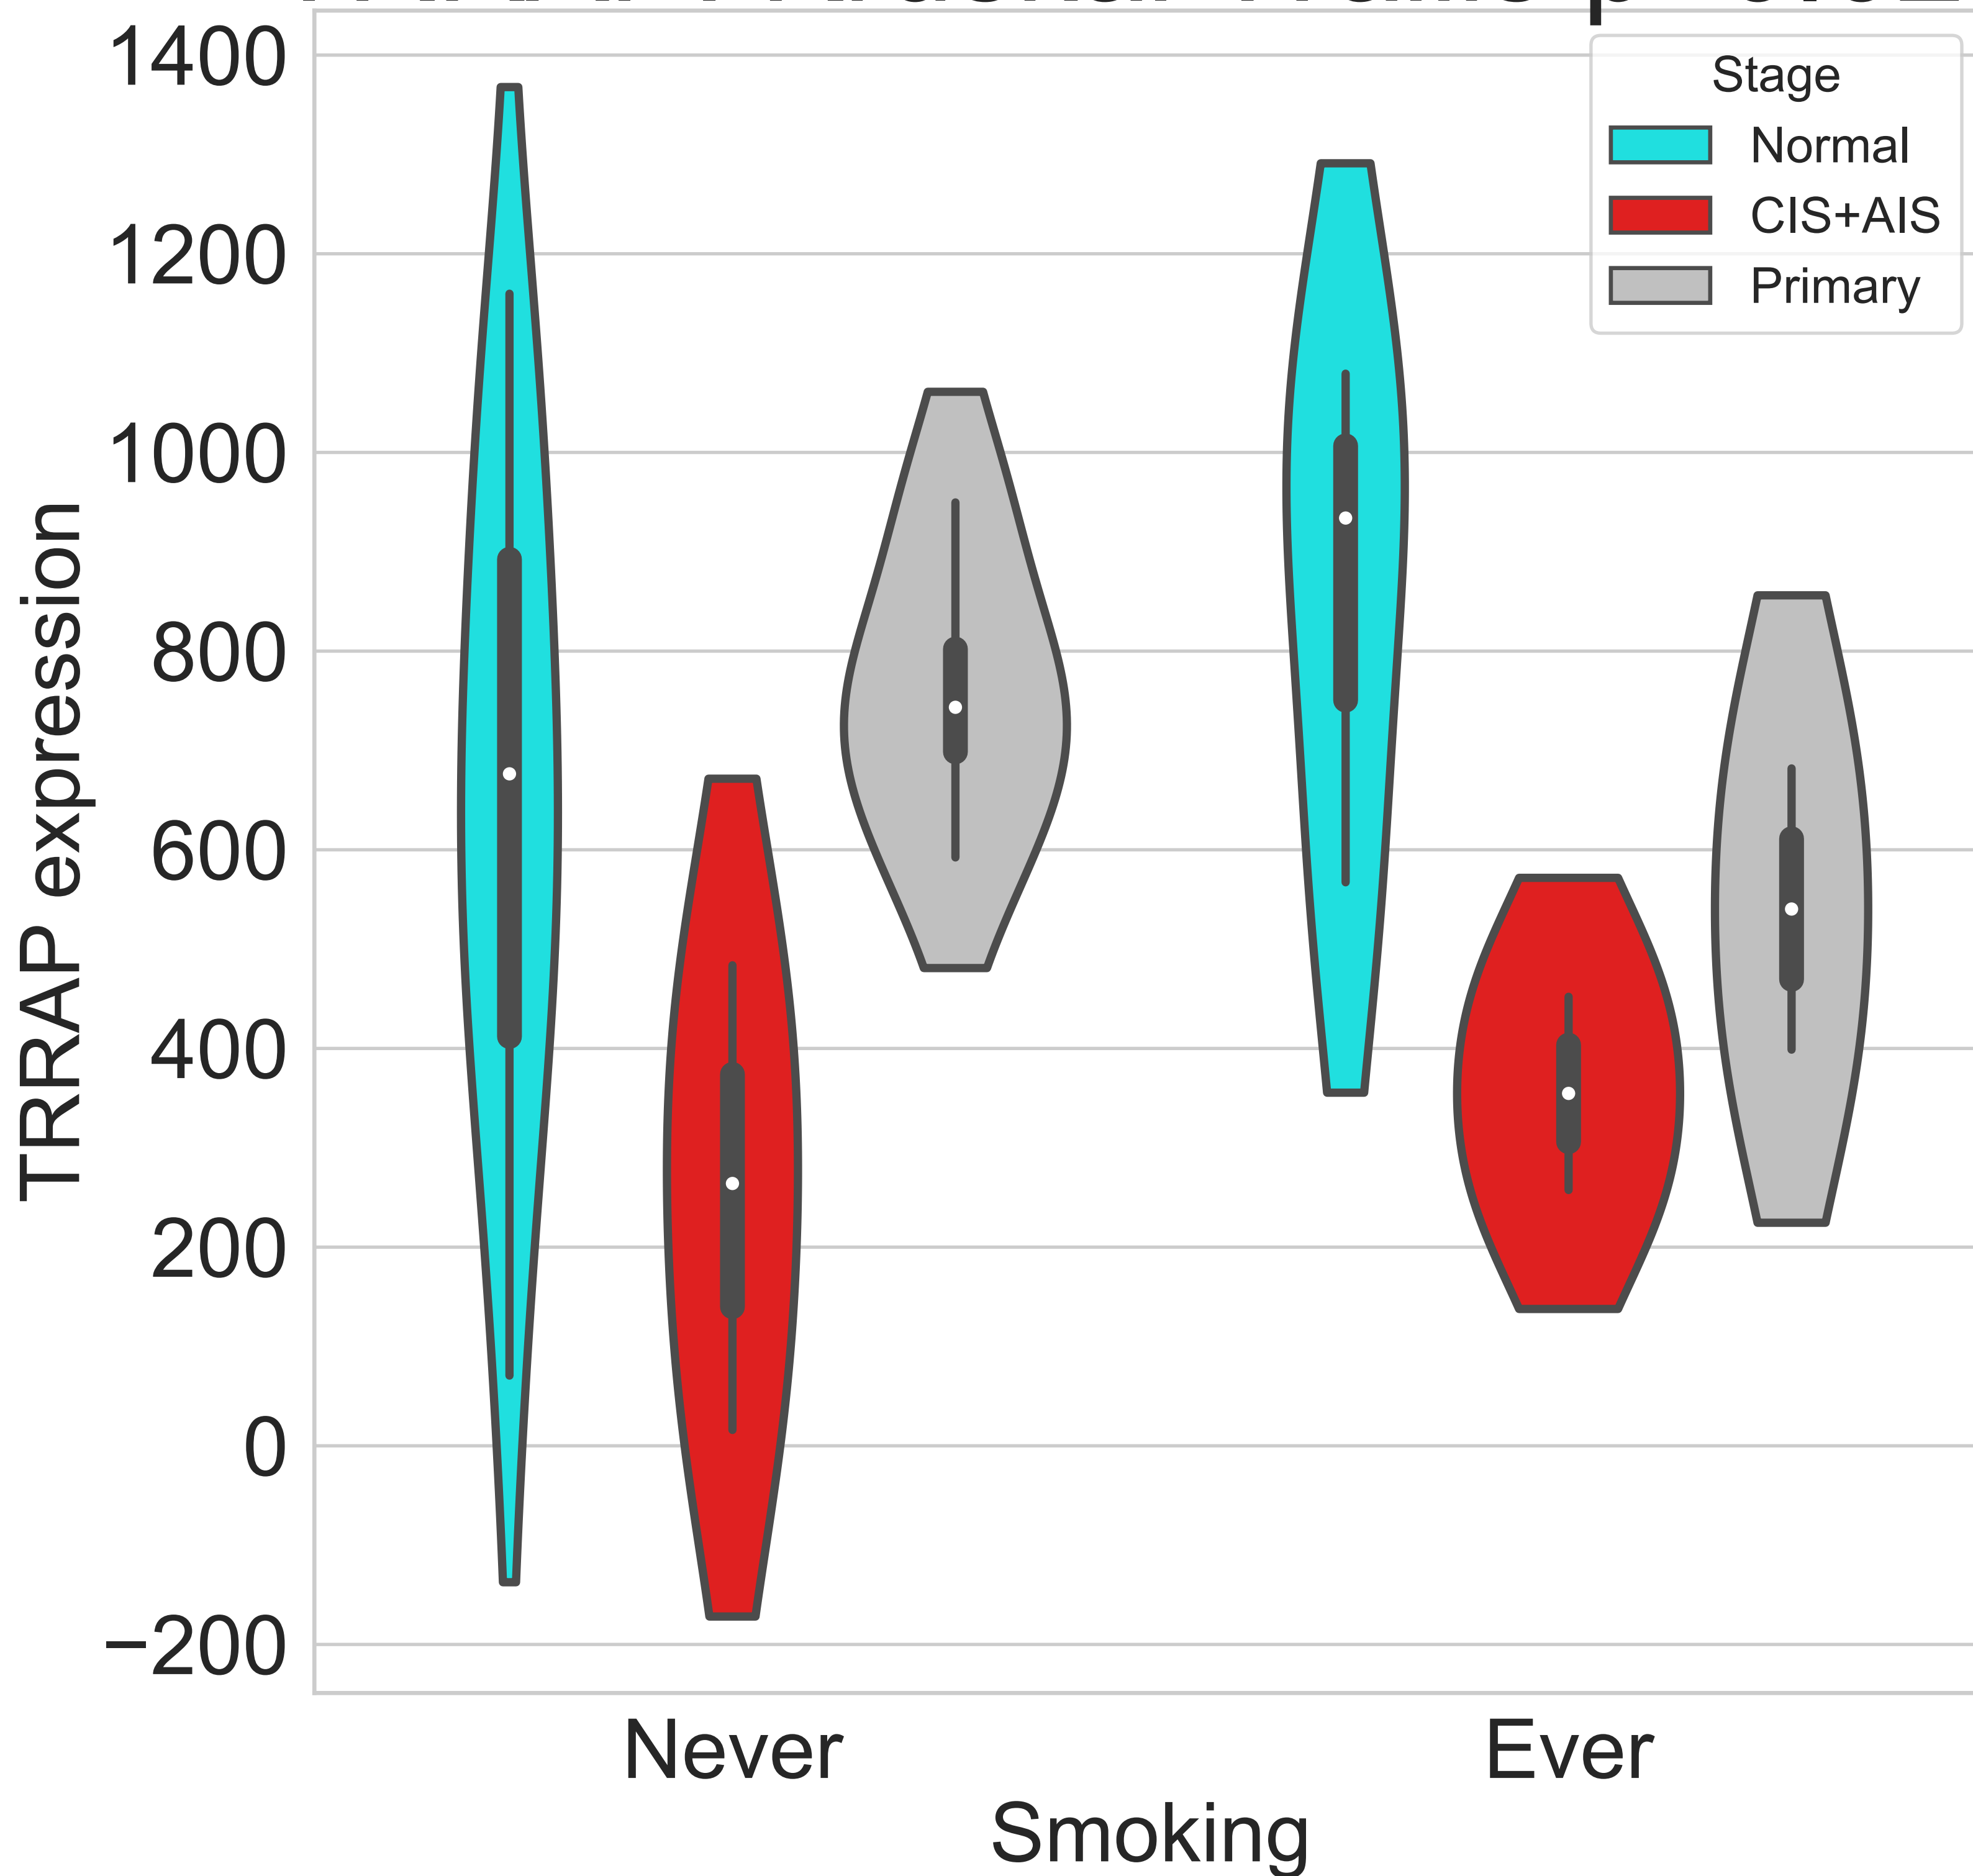 1400
1200
1000
800
600
400
200
0
−200
TRRAP expression
Stage
Normal
CIS+AIS
Primary
Never
Ever
Smoking